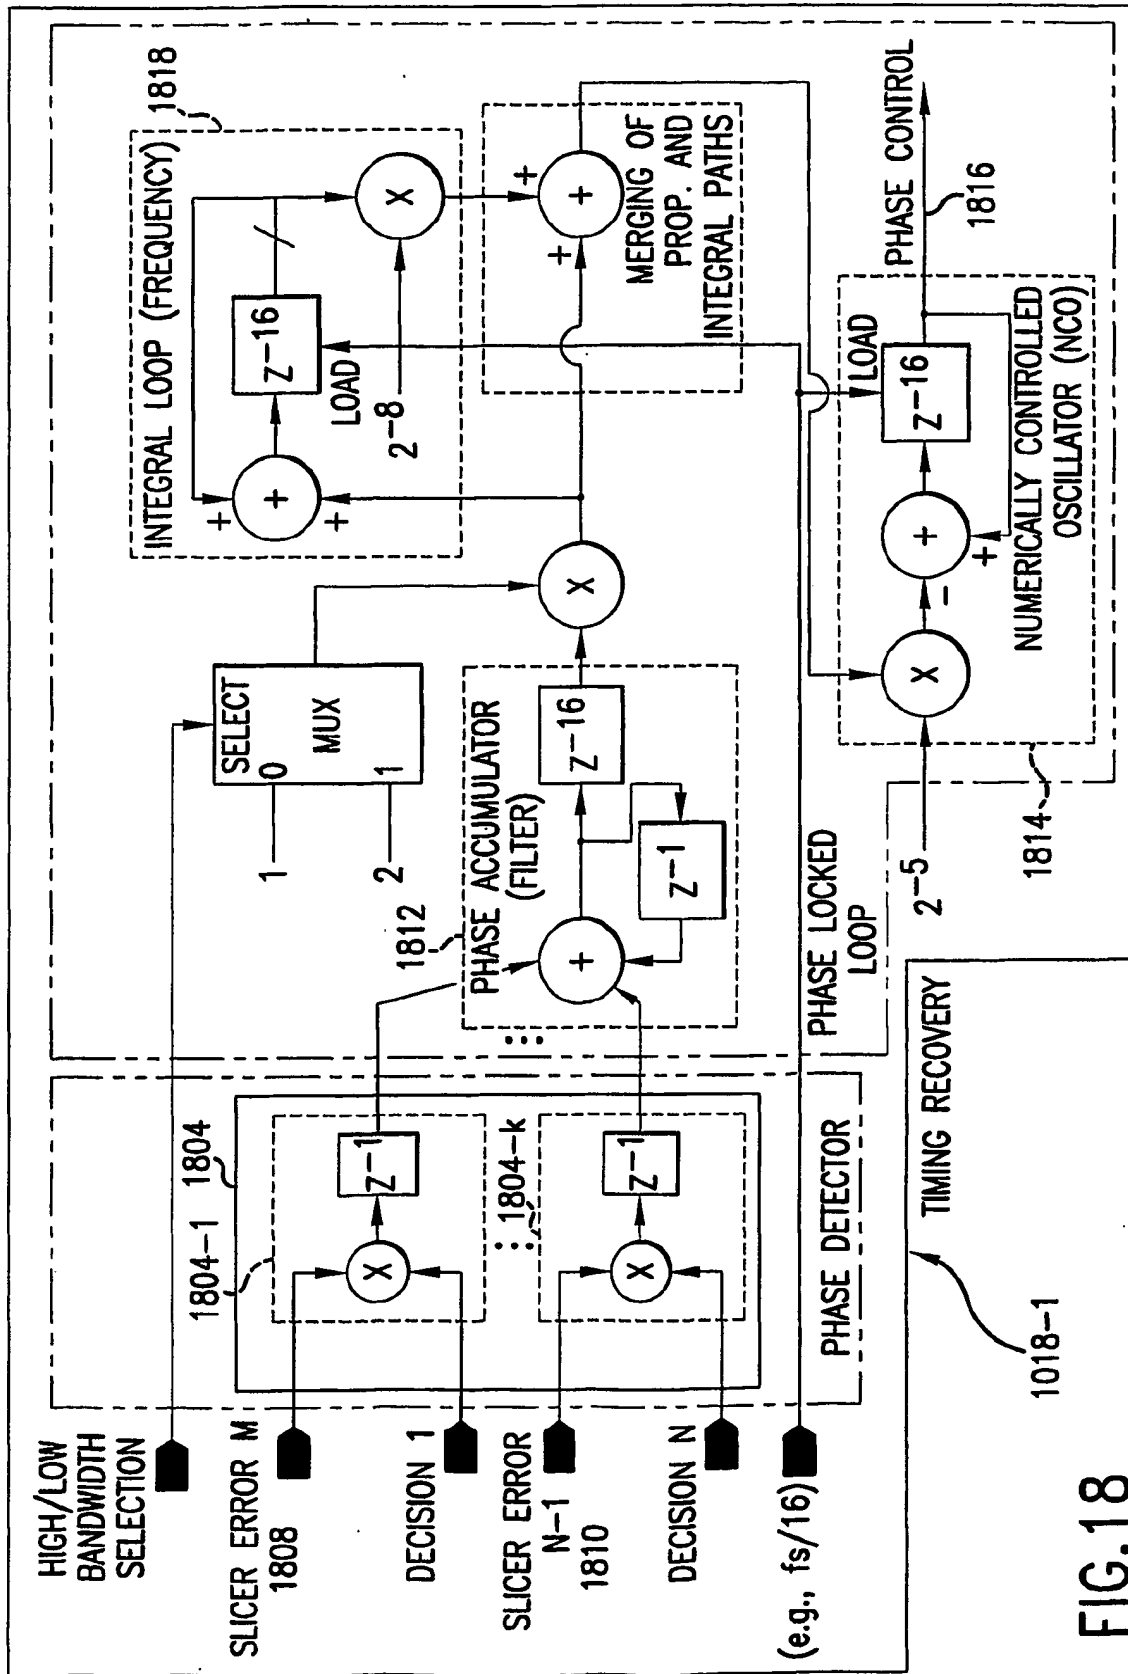 HIGH/LOW
BANDWIDTH
SELECTION
SLICER ERROR M
1808
DECISION 1
SLICER ERROR
N-1
1810
DECISION N
(e.g., fs/16)
1804
1804-1
X
Z-1
1804-k
X
Z-1
PHASE DETECTOR
SELECT
0
MUX
1
1
2
1812
PHASE ACCUMULATOR
(FILTER)
+
Z-16
Z-1
X
PHASE LOCKED
LOOP
INTEGRAL LOOP (FREQUENCY)
1818
+
+
+
Z-16
LOAD
2-8
X
+
+
+
MERGING OF
PROP. AND
INTEGRAL PATHS
2-5
1814
X
-
+
+
LOAD
Z-16
NUMERICALLY CONTROLLED
OSCILLATOR (NCO)
PHASE CONTROL
1816
TIMING RECOVERY
1018-1
FIG.18